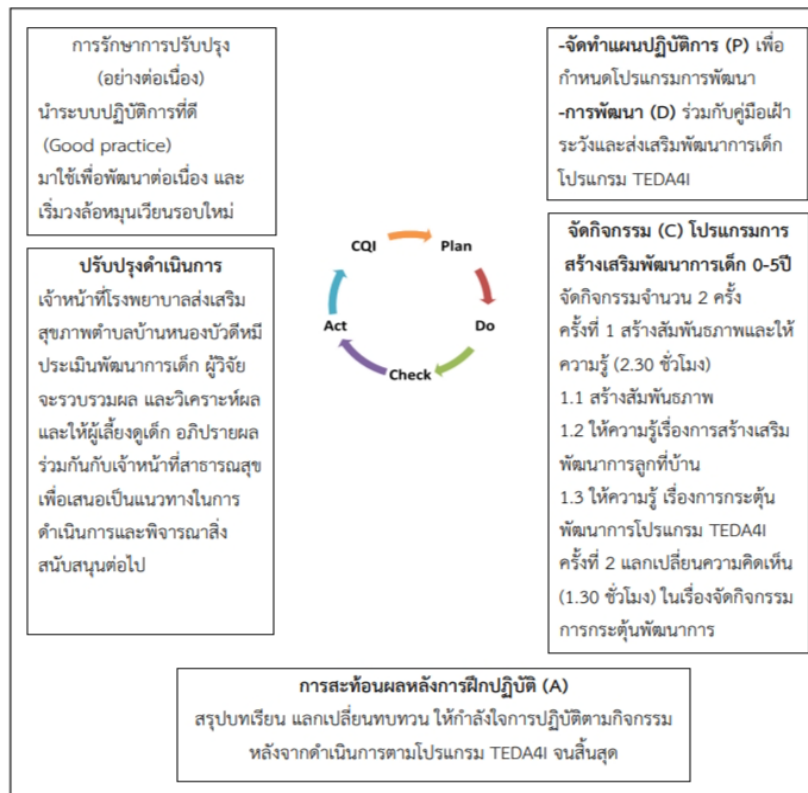 การรักษาการปรับปรุง
(อย่างต่อเนื่อง)
นำระบบปฏิบัติการที่ดี
(Good practice)
มาใช้เพื่อพัฒนาต่อเนื่อง และ
เริ่มวงล้อหมุนเวียนรอบใหม่
-จัดทำแผนปฏิบัติการ (P) เพื่อ
กำหนดโปรแกรมการพัฒนา
-การพัฒนา (D) ร่วมกับคู่มือเฝ้า
ระวังและส่งเสริมพัฒนาการเด็ก
โปรแกรม TEDA4I
CQI
Plan
Do
Check
Act
ปรับปรุงดำเนินการ
เจ้าหน้าที่โรงพยาบาลส่งเสริม
สุขภาพตำบลบ้านหนองบัวดีหมี
ประเมินพัฒนาการเด็ก ผู้วิจัย
จะรวบรวมผล และวิเคราะห์ผล
และให้ผู้เลี้ยงดูเด็ก อภิปรายผล
ร่วมกันกับเจ้าหน้าที่สาธารณสุข
เพื่อเสนอเป็นแนวทางในการ
ดำเนินการและพิจารณาสิ่ง
สนับสนุนต่อไป
จัดกิจกรรม (C) โปรแกรมการ
สร้างเสริมพัฒนาการเด็ก 0-5ปี
จัดกิจกรรมจำนวน 2 ครั้ง
ครั้งที่ 1 สร้างสัมพันธภาพและให้
ความรู้ (2.30 ชั่วโมง)
1.1 สร้างสัมพันธภาพ
1.2 ให้ความรู้เรื่องการสร้างเสริม
พัฒนาการลูกที่บ้าน
1.3 ให้ความรู้ เรื่องการกระตุ้น
พัฒนาการโปรแกรม TEDA4I
ครั้งที่ 2 แลกเปลี่ยนความคิดเห็น
(1.30 ชั่วโมง) ในเรื่องจัดกิจกรรม
การกระตุ้นพัฒนาการ
การสะท้อนผลหลังการฝึกปฏิบัติ (A)
สรุปบทเรียน แลกเปลี่ยนทบทวน ให้กำลังใจการปฏิบัติตามกิจกรรม
หลังจากดำเนินการตามโปรแกรม TEDA4I จนสิ้นสุด